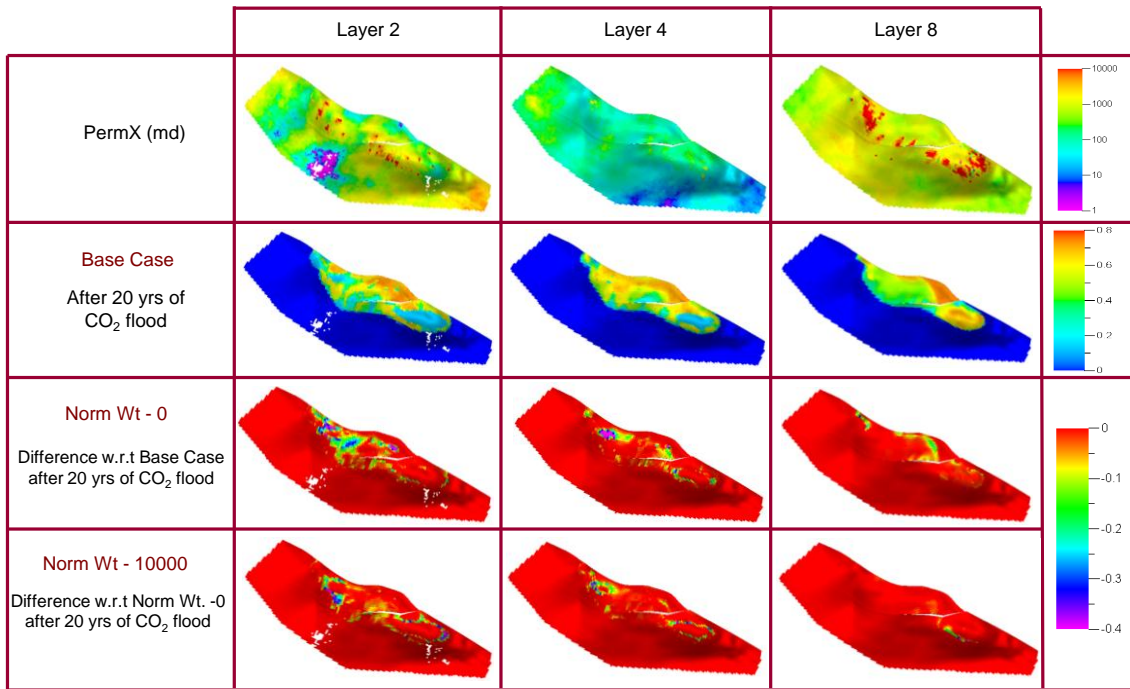 Layer 2
Layer 4
Layer 8
PermX (md)
10000
1000
100
10
1
Base Case
After 20 yrs of
CO₂ flood
0.8
0.6
0.4
0.2
0
Norm Wt - 0
Difference w.r.t Base Case
after 20 yrs of CO₂ flood
0
-0.1
-0.2
-0.3
-0.4
Norm Wt - 10000
Difference w.r.t Norm Wt. -0
after 20 yrs of CO₂ flood